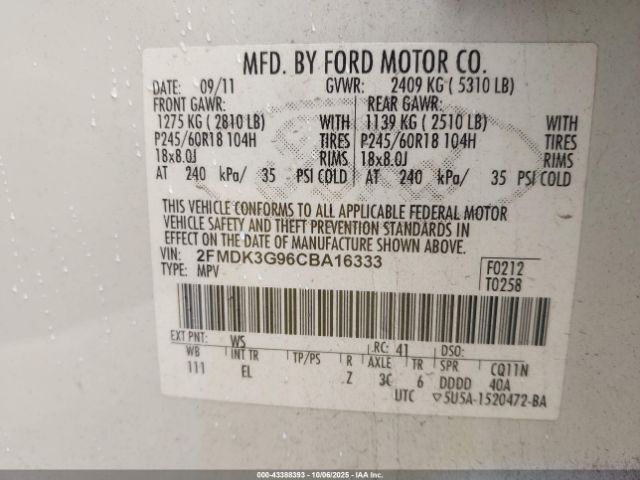 MFD. BY FORD MOTOR CO.
DATE: 09/11 GVWR: 2409 KG ( 5310 LB)
FRONT GAWR: REAR GAWR:
1275 KG ( 2810 LB) WITH 1139 KG ( 2510 LB) WITH
P245/60R18 104H TIRES P245/60R18 104H TIRES
18x8.0J RIMS 18x8.0J RIMS
AT 240 kPa/ 35 PSI COLD AT 240 kPa/ 35 PSI COLD
THIS VEHICLE CONFORMS TO ALL APPLICABLE FEDERAL MOTOR
VEHICLE SAFETY AND THEFT PREVENTION STANDARDS IN
EFFECT ON THE DATE OF MANUFACTURE SHOWN ABOVE.
VIN: 2FMDK3G96CBA16333 F0212
TYPE: MPV T0258
EXT PNT: WS RC: 41 DSO:
WB INT TR TP/PS R AXLE TR SPR CQ11N
111 EL Z 3C 6 DDDD 40A
UTC ▽5U5A-1520472-BA
000-43388393 | 10/06/2025 | IAA Inc.